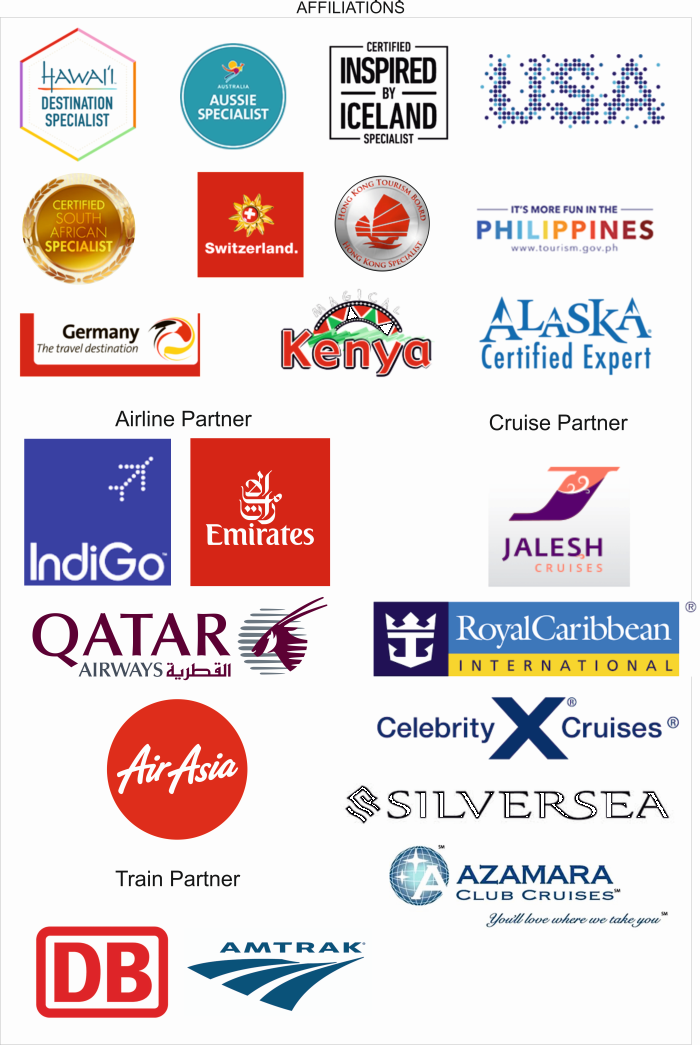 AFFILIATIONS
HAWAI'I
DESTINATION
SPECIALIST
AUSTRALIA
AUSSIE
SPECIALIST
CERTIFIED
INSPIRED
BY
ICELAND
SPECIALIST
USA
CERTIFIED
SOUTH
AFRICAN
SPECIALIST
Switzerland.
HONG KONG TOURISM BOARD
HONG KONG SPECIALIST
IT'S MORE FUN IN THE
PHILIPPINES
www.tourism.gov.ph
Germany
The travel destination
MAGICAL
Kenya
ALASKA®
Certified Expert
Airline Partner
Cruise Partner
IndiGo™
Emirates
JALESH
CRUISES
QATAR
AIRWAYS القطرية
RoyalCaribbean®
INTERNATIONAL
Celebrity X® Cruises®
AirAsia
SILVERSEA
Train Partner
AZAMARA
CLUB CRUISES℠
You'll love where we take you℠
DB
AMTRAK®